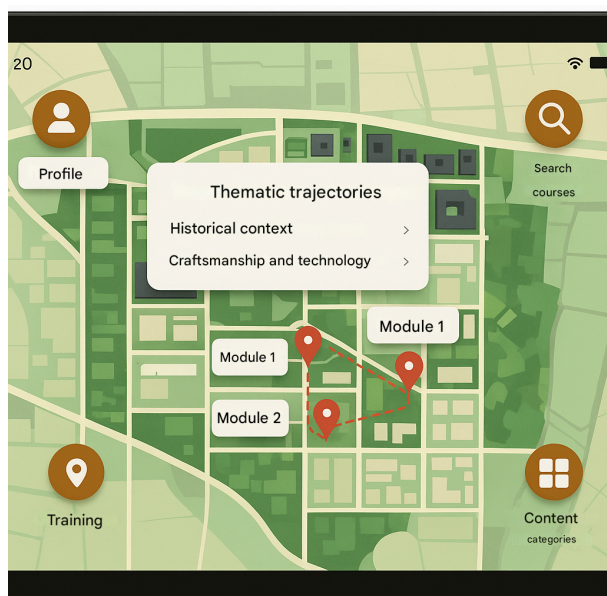 20
Profile
Search
courses
Thematic trajectories
Historical context
Craftsmanship and technology
Module 1
Module 1
Module 2
Training
Content
categories